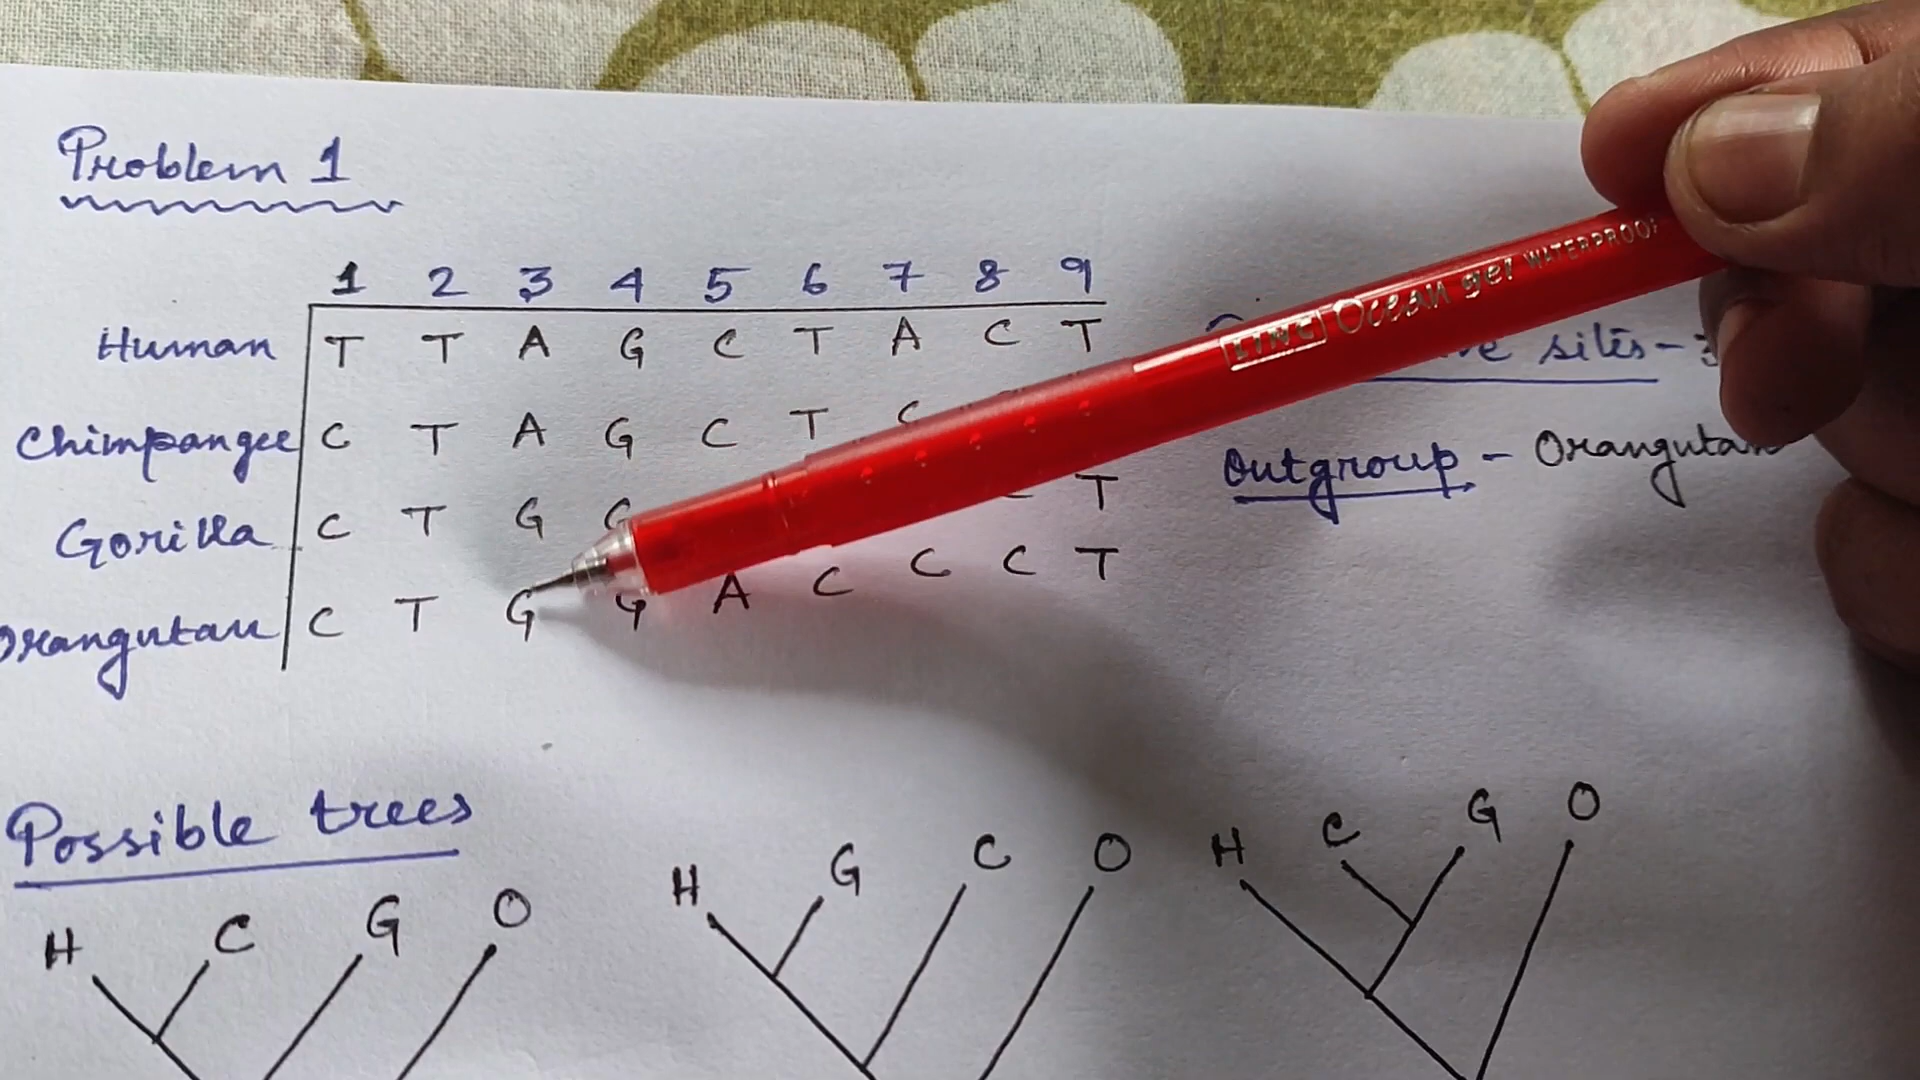 Problem 1
1 2 3 4 5 6 7 8 9
Human T T A G C T A C T
Chimpanzee C T A G C T C
Gorilla C T G G T
Orangutan C T G G A C C C T
LINC Ocean gel WATERPROOF
sites -
Outgroup - Orangutan
Possible trees
H C G O
H G C O
H C G O